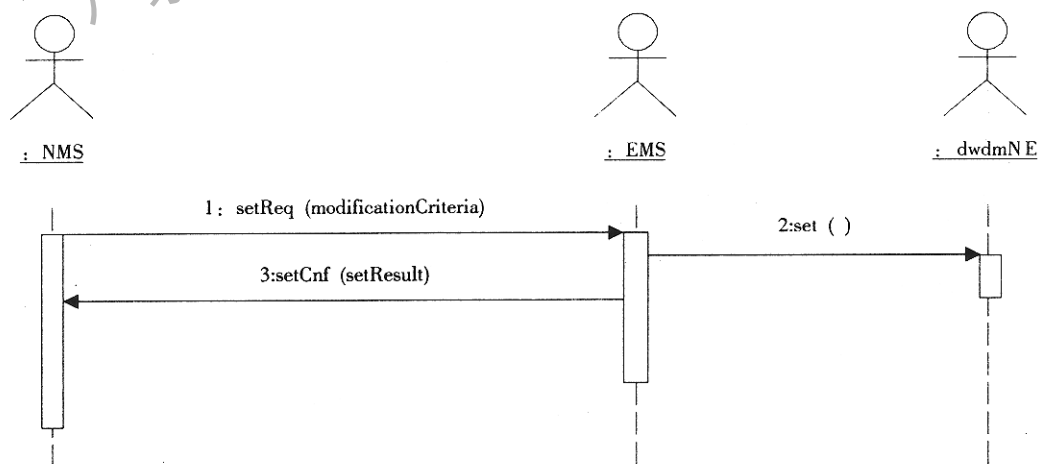 : NMS
: EMS
: dwdmNE
1: setReq (modificationCriteria)
2:set ( )
3:setCnf (setResult)